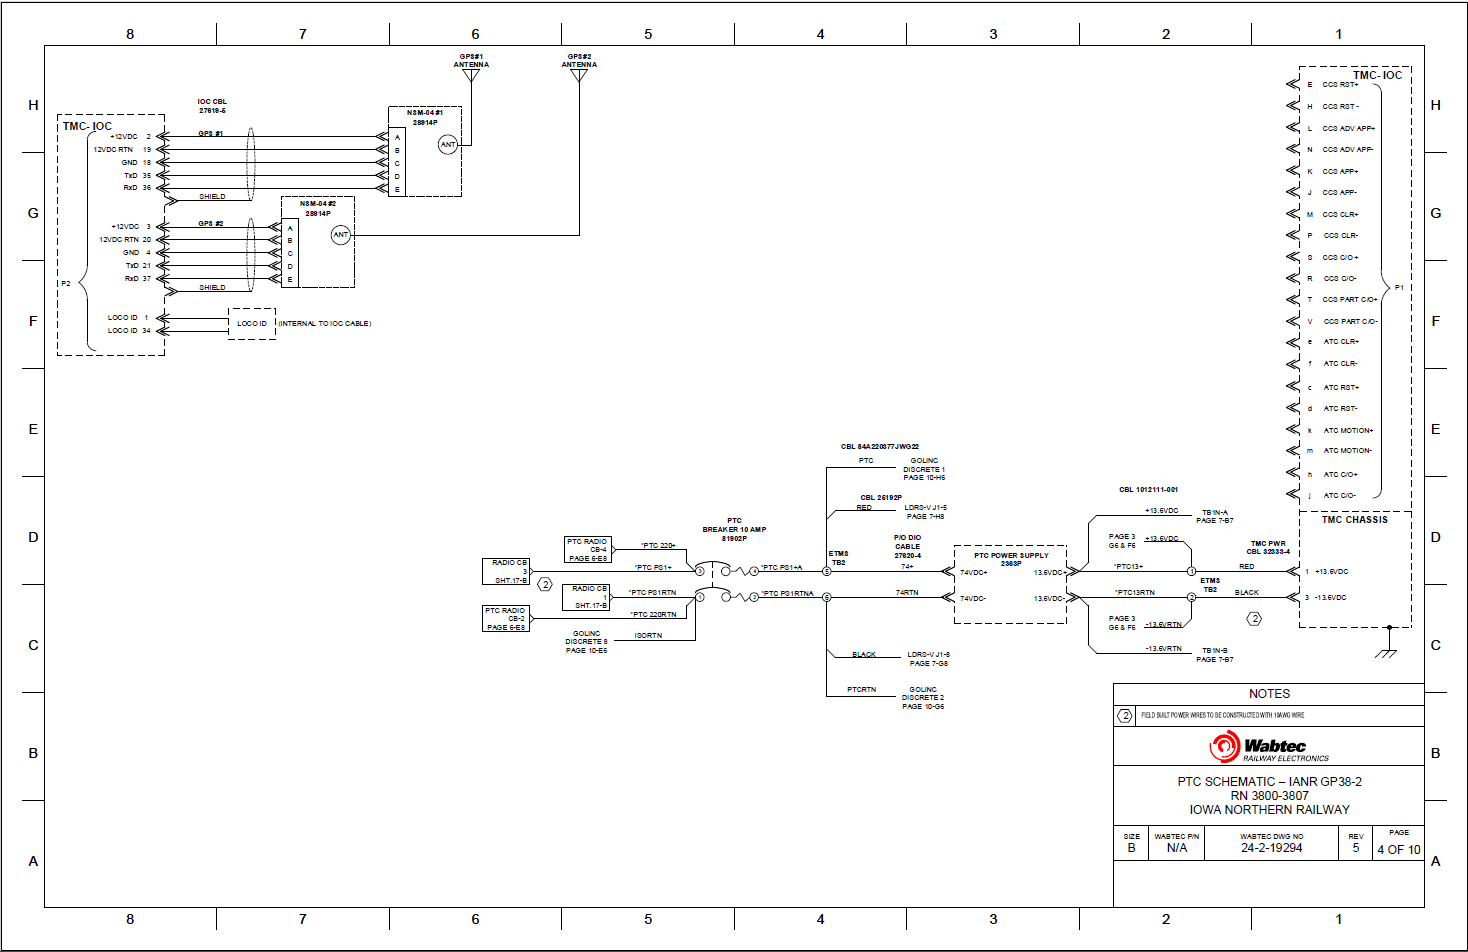 8 7 6 5 4 3 2 1
H
G
F
E
D
C
B
A
GPS#1
ANTENNA
GPS#2
ANTENNA
IOC CBL
27619-5
TMC- IOC
+12VDC 2
12VDC RTN 19
GND 18
TxD 35
RxD 36
GPS #1
SHIELD
NSM-04 #1
28914P
A
B
C
D
E
ANT
+12VDC 3
12VDC RTN 20
GND 4
TxD 21
RxD 37
P2
GPS #2
SHIELD
NSM-04 #2
28914P
A
B
C
D
E
ANT
LOCO ID 1
LOCO ID 34
LOCO ID
(INTERNAL TO IOC CABLE)
TMC- IOC
E CCS RST+
H CCS RST -
L CCS ADV APP+
N CCS ADV APP-
K CCS APP+
J CCS APP-
M CCS CLR+
P CCS CLR-
S CCS C/O +
R CCS C/O-
T CCS PART C/O+
V CCS PART C/O-
e ATC CLR+
f ATC CLR-
c ATC RST+
d ATC RST-
k ATC MOTION+
m ATC MOTION-
h ATC C/O+
j ATC C/O-
P1
TMC CHASSIS
1 +13.6VDC
3 -13.6VDC
CBL 84A220377JWG22
PTC
GOLINC
DISCRETE 1
PAGE 10-H5
CBL 25192P
RED
LDRS-V J1-5
PAGE 7-H8
PTC
BREAKER 10 AMP
81902P
PTC RADIO
CB-4
PAGE 6-E8
*PTC 220+
RADIO CB
3
SHT.17-B
2
*PTC PS1+
RADIO CB
1
SHT.17-B
*PTC PS1RTN
PTC RADIO
CB-2
PAGE 6-E8
*PTC 220RTN
GOLINC
DISCRETE 8
PAGE 10-E5
ISORTN
3
4
1
2
*PTC PS1+A
*PTC PS1RTNA
ETMS
TB2
5
6
P/O DIO
CABLE
27620-4
74+
74RTN
PTC POWER SUPPLY
2363P
74VDC+
74VDC-
13.6VDC+
13.6VDC-
BLACK
LDRS-V J1-8
PAGE 7-G8
PTCRTN
GOLINC
DISCRETE 2
PAGE 10-G5
CBL 1012111-001
+13.6VDC
TB1N-A
PAGE 7-B7
PAGE 3
G6 & F6
+13.6VDC
*PTC13+
1
ETMS
TB2
*PTC13RTN
2
PAGE 3
G6 & F6
-13.6VRTN
-13.6VRTN
TB1N-B
PAGE 7-B7
TMC PWR
CBL 32333-4
RED
BLACK
2
NOTES
2 FIELD BUILT POWER WIRES TO BE CONSTRUCTED WITH 10AWG WIRE
Wabtec
RAILWAY ELECTRONICS
PTC SCHEMATIC – IANR GP38-2
RN 3800-3807
IOWA NORTHERN RAILWAY
SIZE
B
WABTEC P/N
N/A
WABTEC DWG NO
24-2-19294
REV
5
PAGE
4 OF 10
H
G
F
E
D
C
B
A
8 7 6 5 4 3 2 1